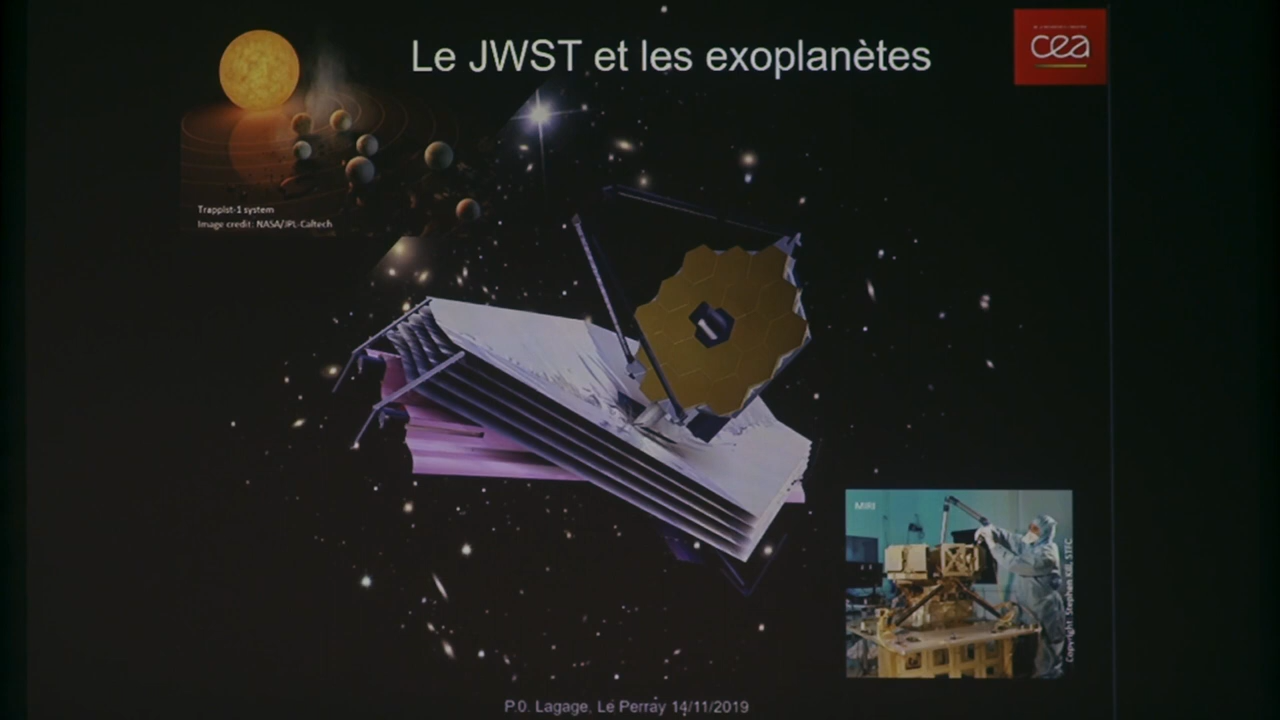 Le JWST et les exoplanètes
cea
Trappist-1 system
Image credit: NASA/JPL-Caltech
MIRI
Copyright: Stephen Kill, STFC
P.0. Lagage, Le Perray 14/11/2019